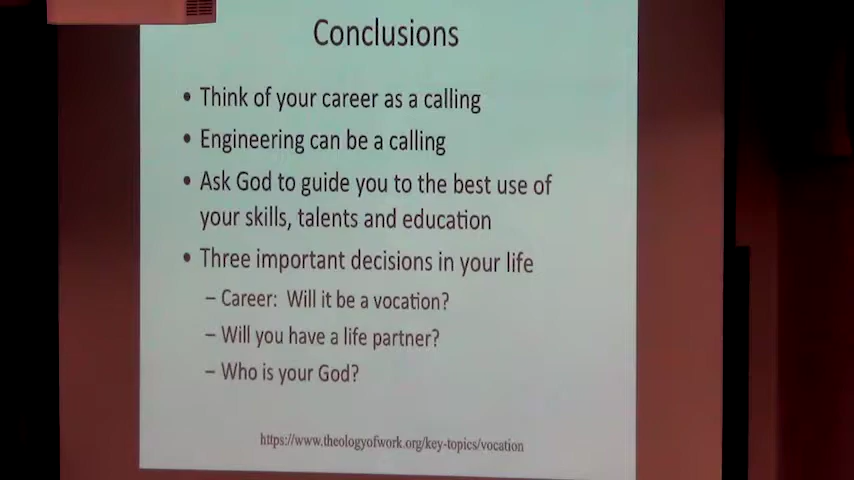 Conclusions
• Think of your career as a calling
• Engineering can be a calling
• Ask God to guide you to the best use of
your skills, talents and education
• Three important decisions in your life
– Career: Will it be a vocation?
– Will you have a life partner?
– Who is your God?
https://www.theologyofwork.org/key-topics/vocation